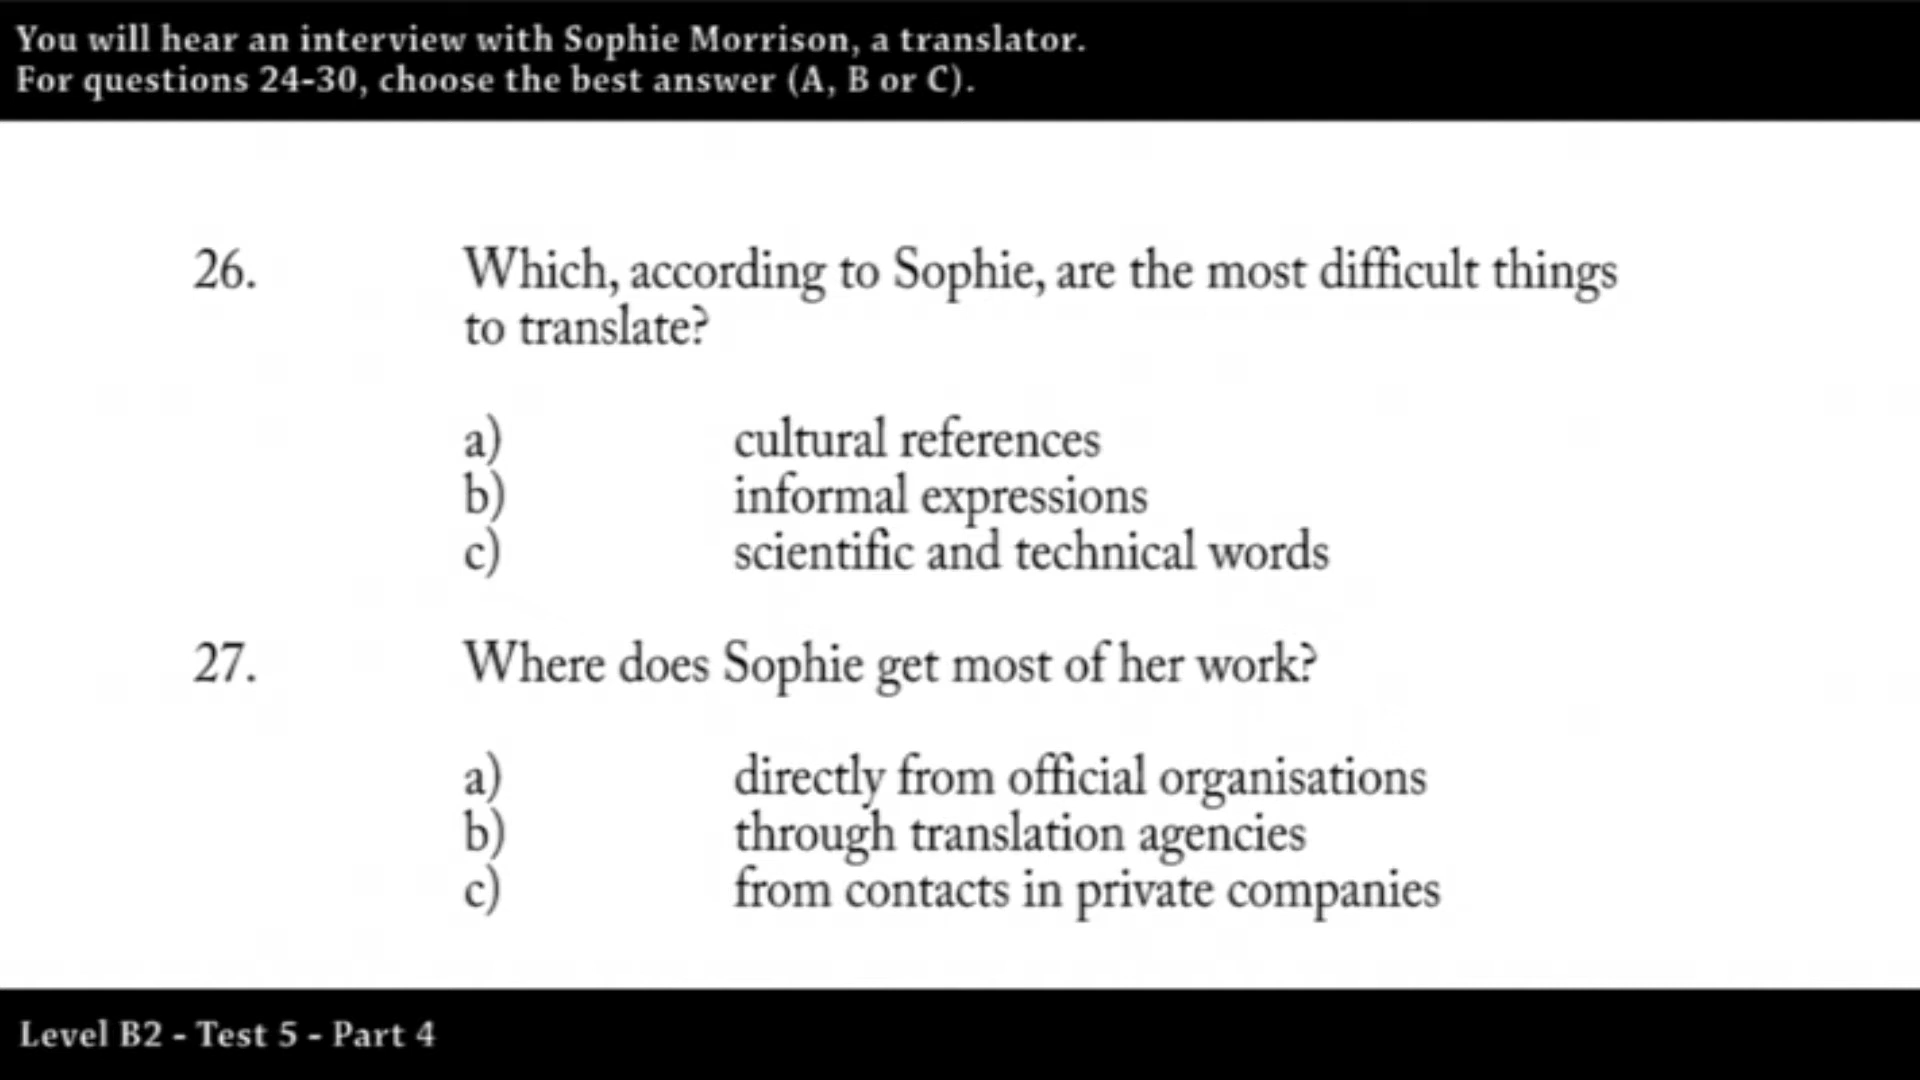 You will hear an interview with Sophie Morrison, a translator.
For questions 24-30, choose the best answer (A, B or C).
26. Which, according to Sophie, are the most difficult things
to translate?
a) cultural references
b) informal expressions
c) scientific and technical words
27. Where does Sophie get most of her work?
a) directly from official organisations
b) through translation agencies
c) from contacts in private companies
Level B2 - Test 5 - Part 4